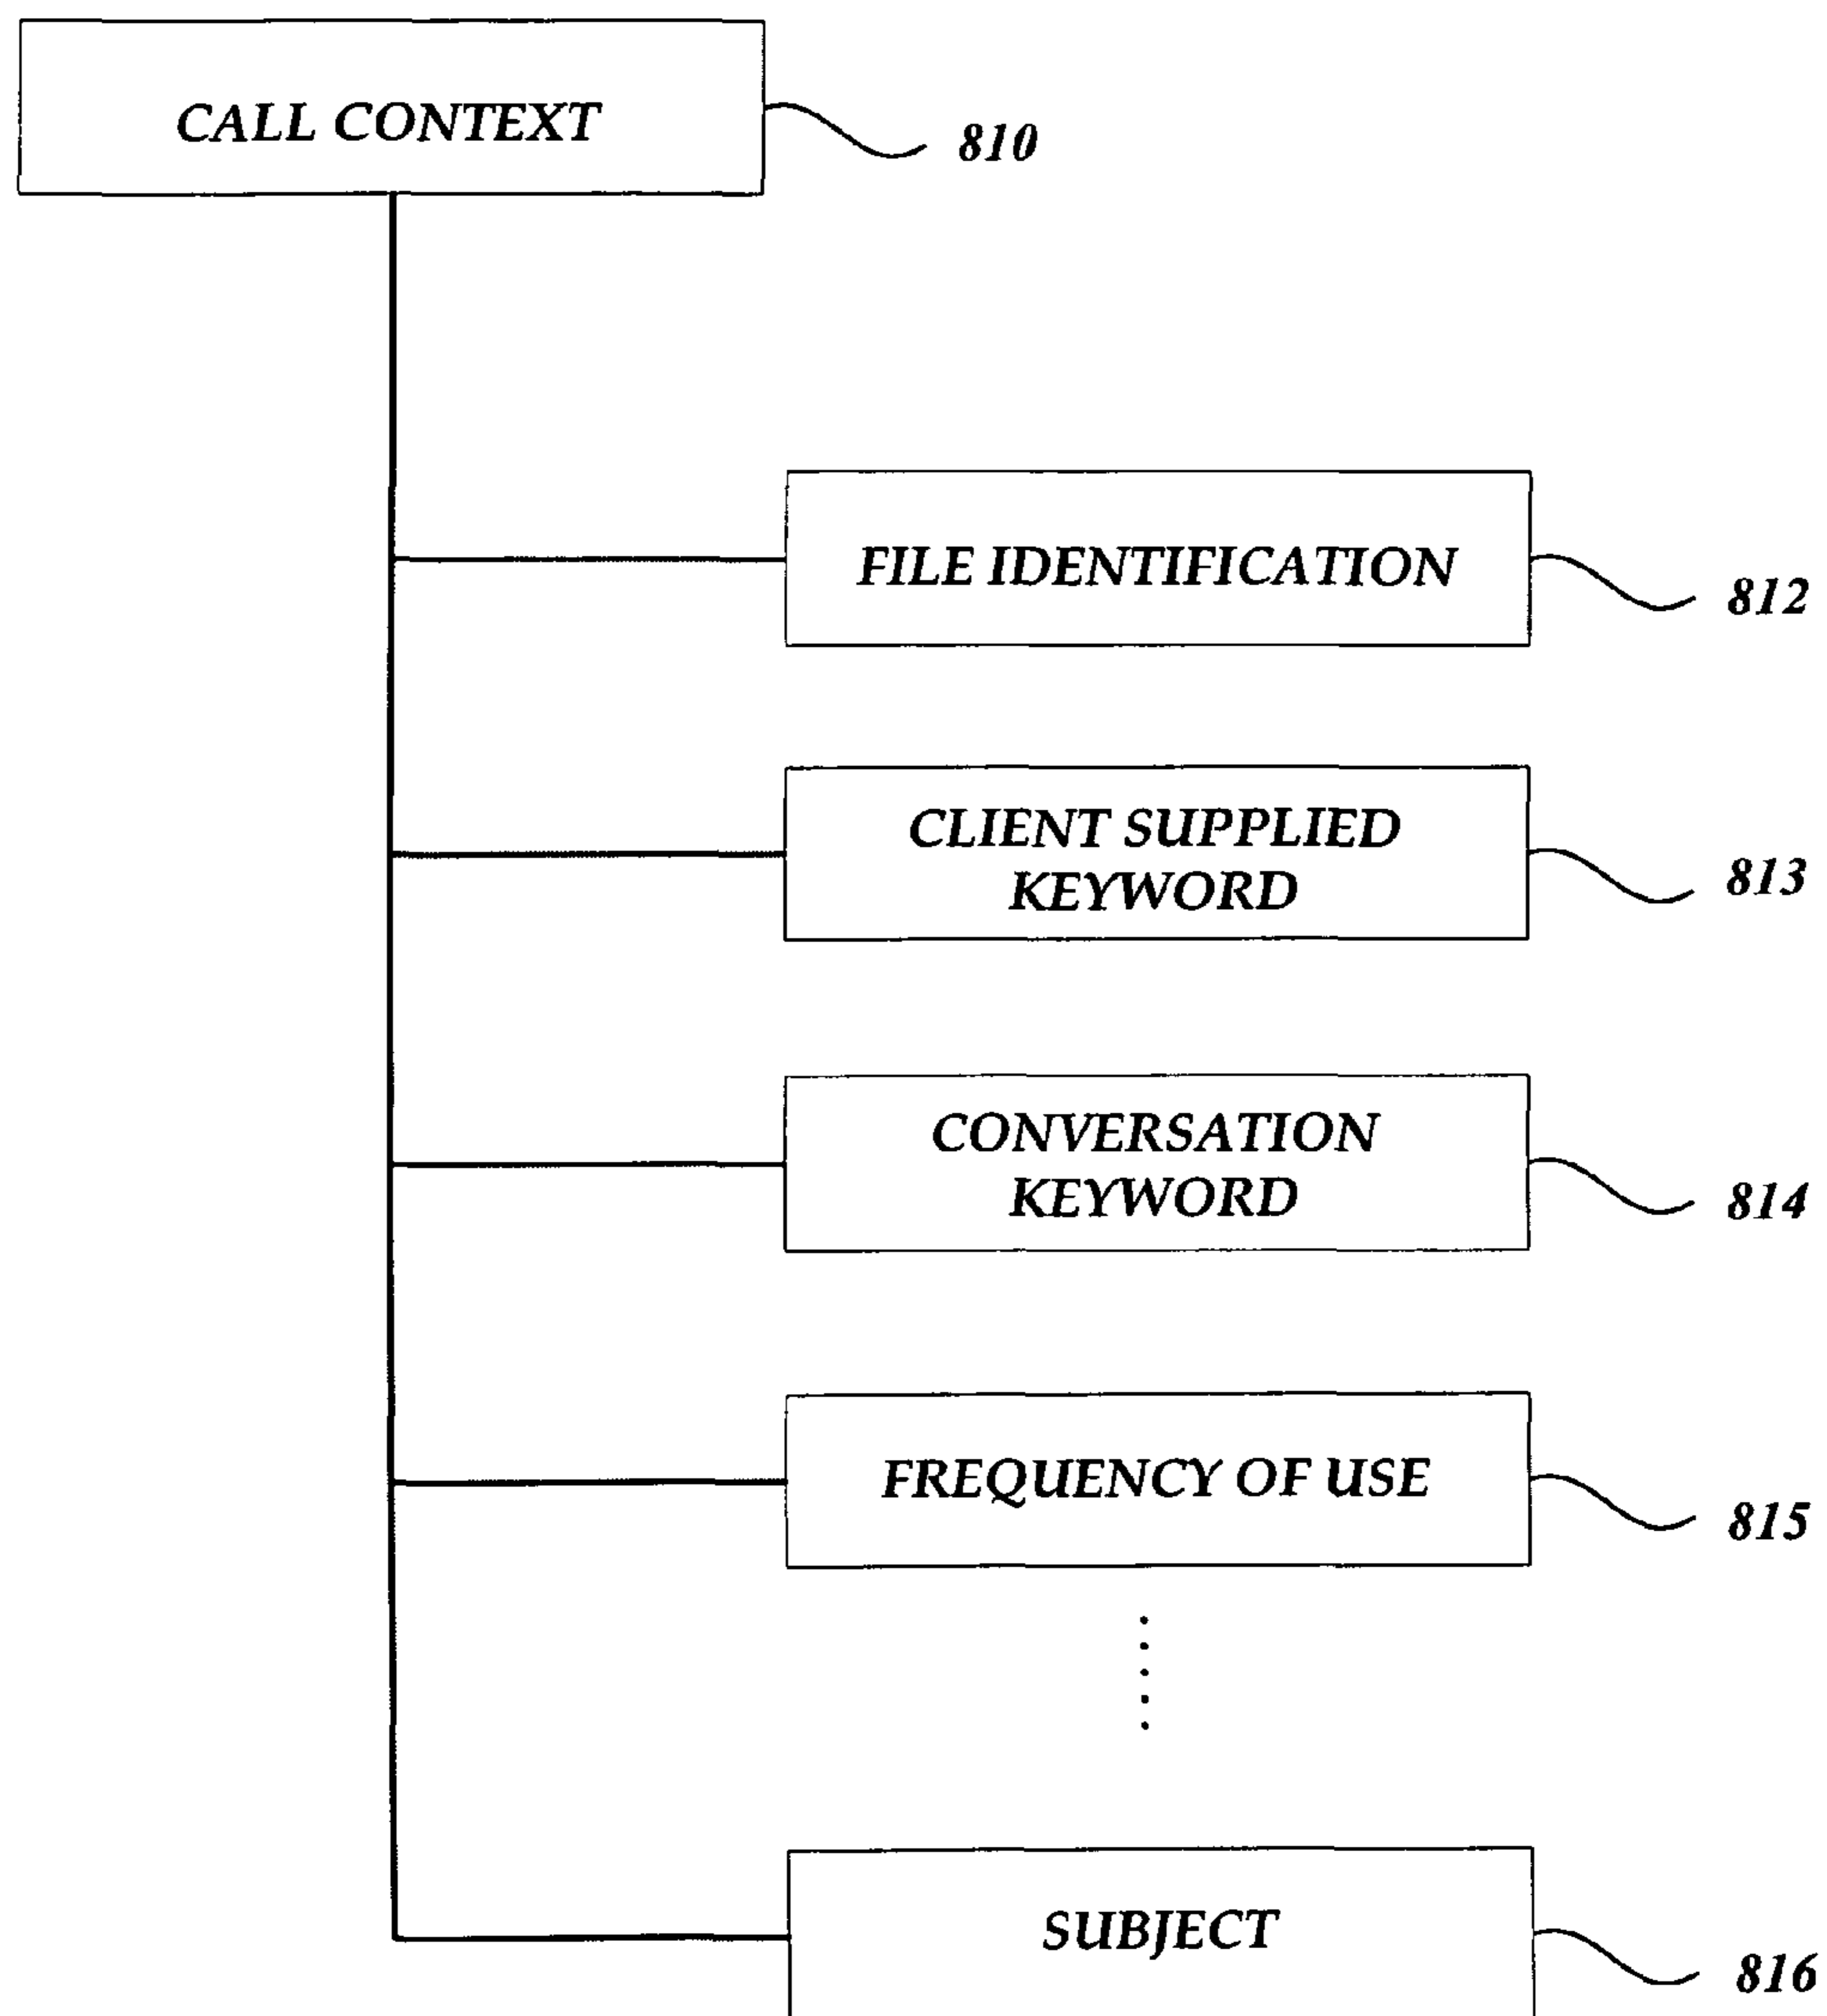 CALL CONTEXT
810
FILE IDENTIFICATION
812
CLIENT SUPPLIED
KEYWORD
813
CONVERSATION
KEYWORD
814
FREQUENCY OF USE
815
SUBJECT
816